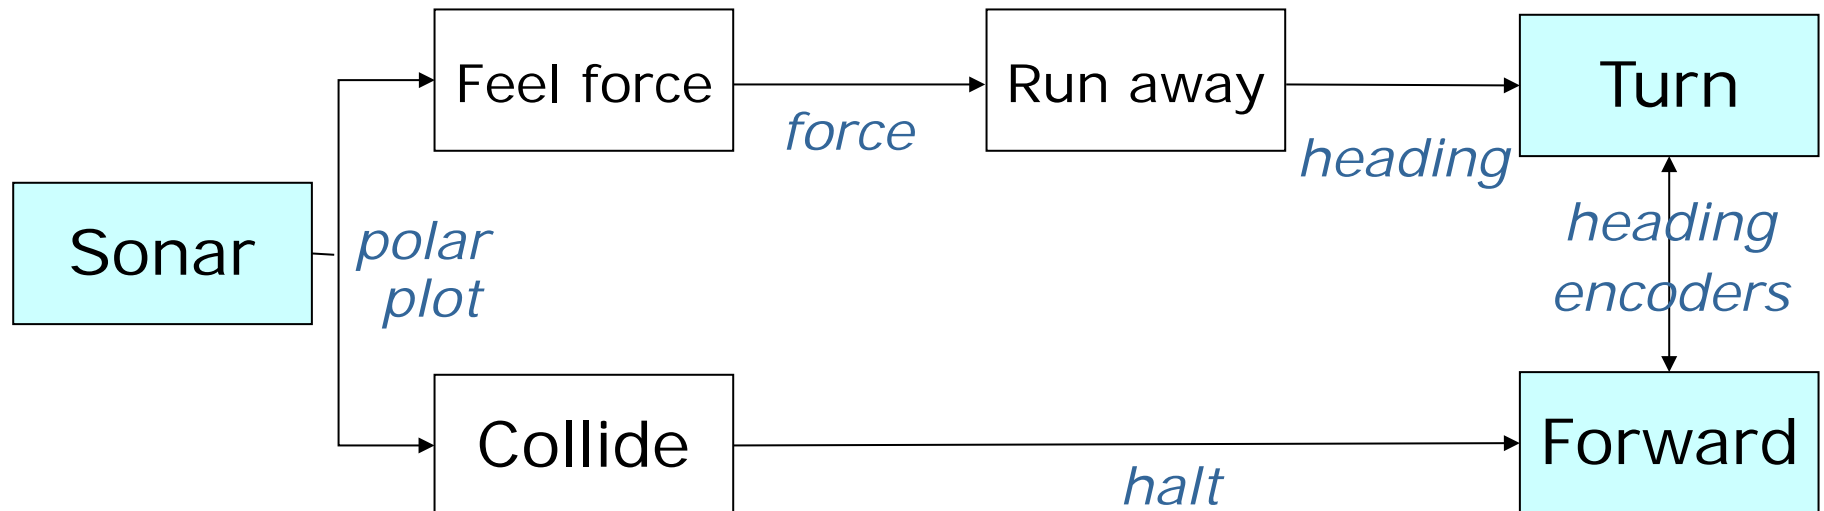 Feel force
Run away
Turn
force
heading
Sonar
polar
plot
heading
encoders
Collide
Forward
halt